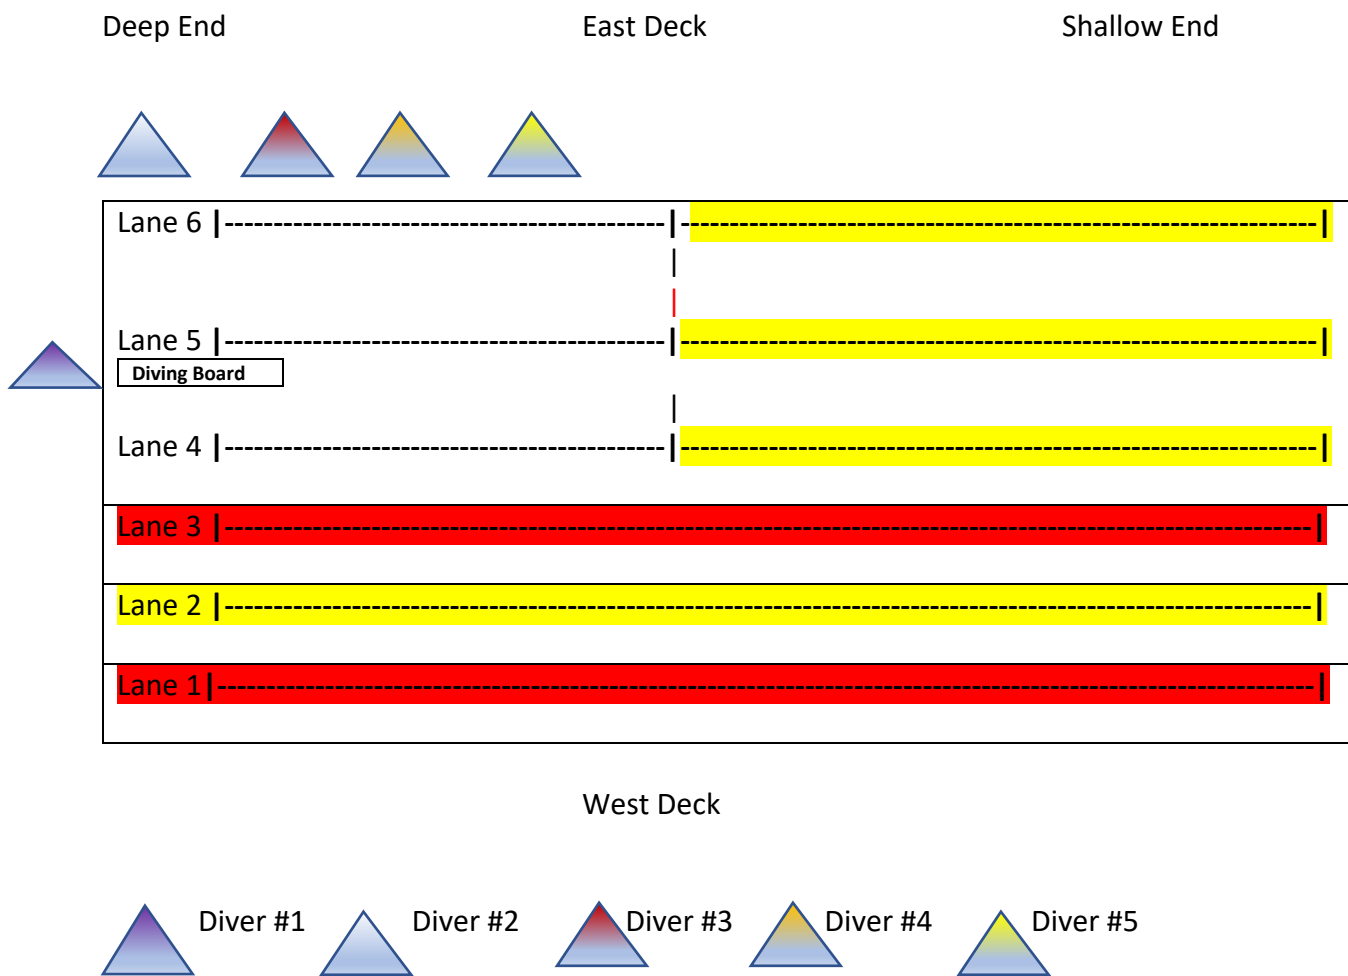 Deep End East Deck Shallow End
Lane 6 |----------------------------------------|----------------------------------------------------------|
|
|
Lane 5 |----------------------------------------|----------------------------------------------------------|
Diving Board
|
Lane 4 |----------------------------------------|----------------------------------------------------------|
Lane 3 |---------------------------------------------------------------------------------------------------|
Lane 2 |---------------------------------------------------------------------------------------------------|
Lane 1 |---------------------------------------------------------------------------------------------------|
West Deck
Diver #1 Diver #2 Diver #3 Diver #4 Diver #5